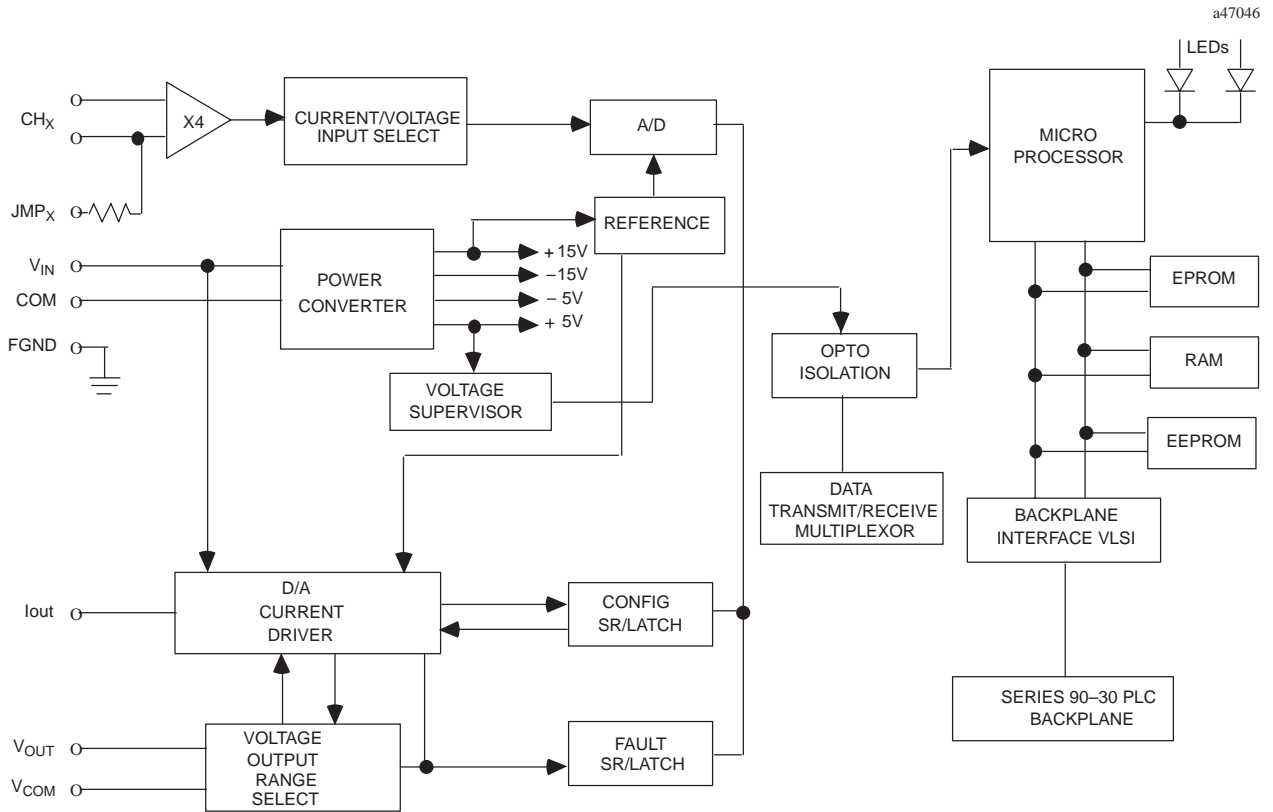 a47046
LEDs
CHX
X4
CURRENT/VOLTAGE
INPUT SELECT
A/D
MICRO
PROCESSOR
JMPX
REFERENCE
VIN
COM
FGND
POWER
CONVERTER
+15V
–15V
– 5V
+ 5V
VOLTAGE
SUPERVISOR
OPTO
ISOLATION
EPROM
RAM
EEPROM
DATA
TRANSMIT/RECEIVE
MULTIPLEXOR
BACKPLANE
INTERFACE VLSI
Iout
D/A
CURRENT
DRIVER
CONFIG
SR/LATCH
SERIES 90–30 PLC
BACKPLANE
VOUT
VCOM
VOLTAGE
OUTPUT
RANGE
SELECT
FAULT
SR/LATCH